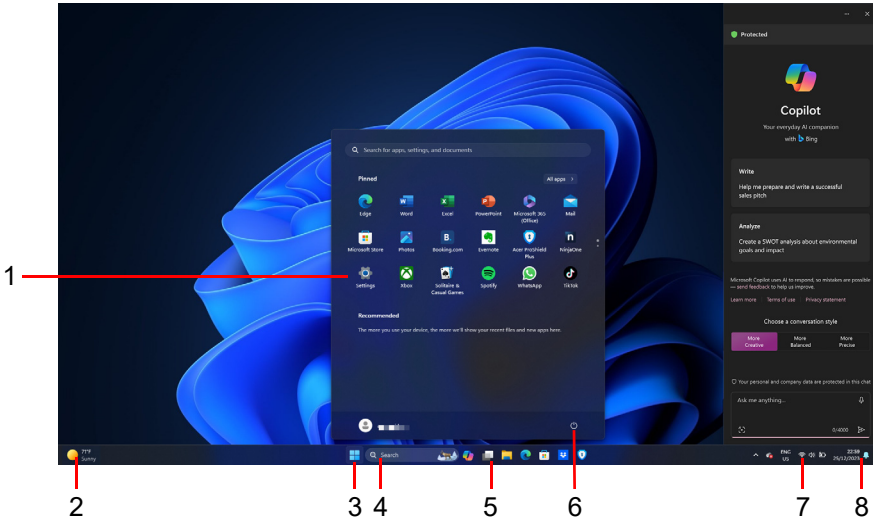 Protected
Copilot
Your everyday AI companion
with Bing
Write
Help me prepare and write a successful
sales pitch
Analyze
Create a SWOT analysis about environmental
goals and impact
Microsoft Copilot uses AI to respond, so mistakes are possible
— send feedback to help us improve.
Learn more Terms of use Privacy statement
Choose a conversation style
More
Creative
More
Balanced
More
Precise
Your personal and company data are protected in this chat
Ask me anything...
0/4000
Search for apps, settings, and documents
Pinned
All apps >
Edge Word Excel PowerPoint Microsoft 365
(Office) Mail
Microsoft Store Photos Booking.com Evernote Acer ProShield
Plus NinjaOne
Settings Xbox Solitaire &
Casual Games Spotify WhatsApp TikTok
Recommended
The more you use your device, the more we'll show your recent files and new apps here.
1
71°F
Sunny
Search
ENG
US
22:59
2 3 4 5 6 7 8